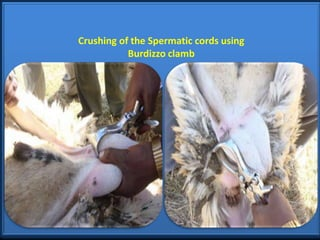 Crushing of the Spermatic cords using
Burdizzo clamb